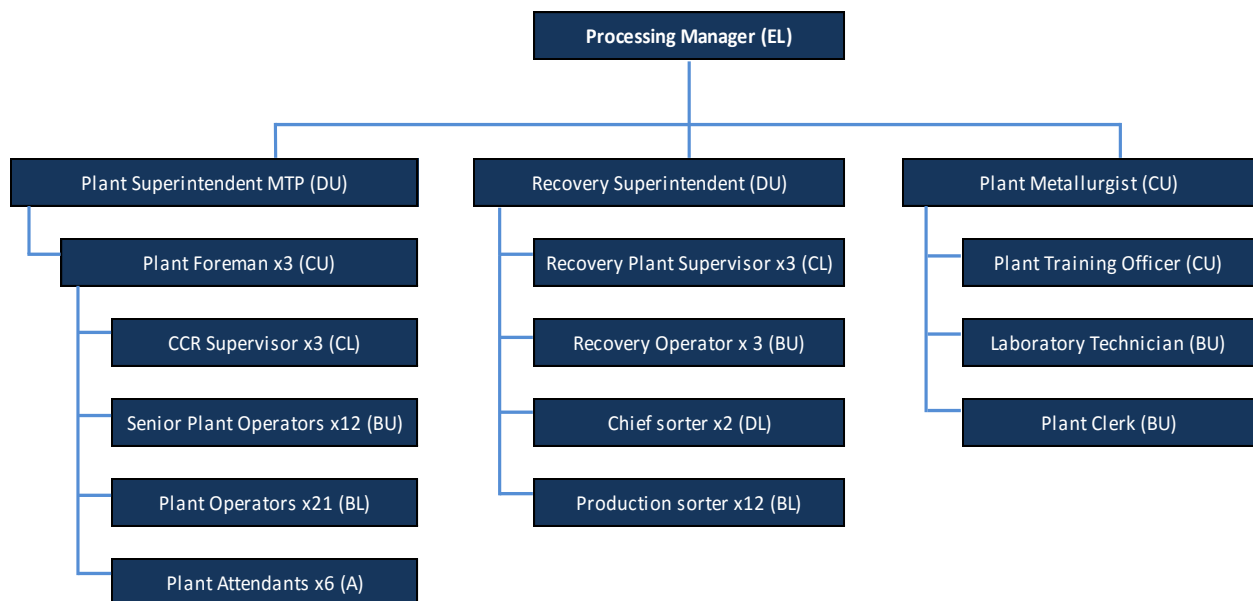 Processing Manager (EL)
Plant Superintendent MTP (DU)
Plant Foreman x3 (CU)
CCR Supervisor x3 (CL)
Senior Plant Operators x12 (BU)
Plant Operators x21 (BL)
Plant Attendants x6 (A)
Recovery Superintendent (DU)
Recovery Plant Supervisor x3 (CL)
Recovery Operator x 3 (BU)
Chief sorter x2 (DL)
Production sorter x12 (BL)
Plant Metallurgist (CU)
Plant Training Officer (CU)
Laboratory Technician (BU)
Plant Clerk (BU)